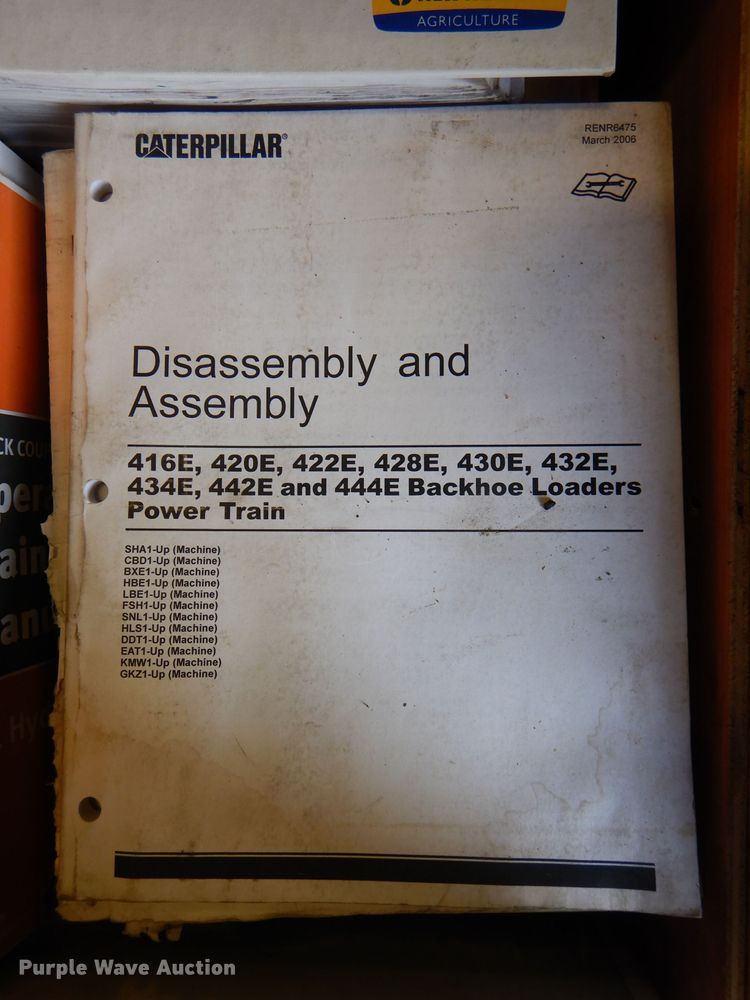 AGRICULTURE
CATERPILLAR®
RENR6475
March 2006
Disassembly and
Assembly
416E, 420E, 422E, 428E, 430E, 432E,
434E, 442E and 444E Backhoe Loaders
Power Train
SHA1-Up (Machine)
CBD1-Up (Machine)
BXE1-Up (Machine)
HBE1-Up (Machine)
LBE1-Up (Machine)
FSH1-Up (Machine)
SNL1-Up (Machine)
HLS1-Up (Machine)
DDT1-Up (Machine)
EAT1-Up (Machine)
KMW1-Up (Machine)
GKZ1-Up (Machine)
Purple Wave Auction